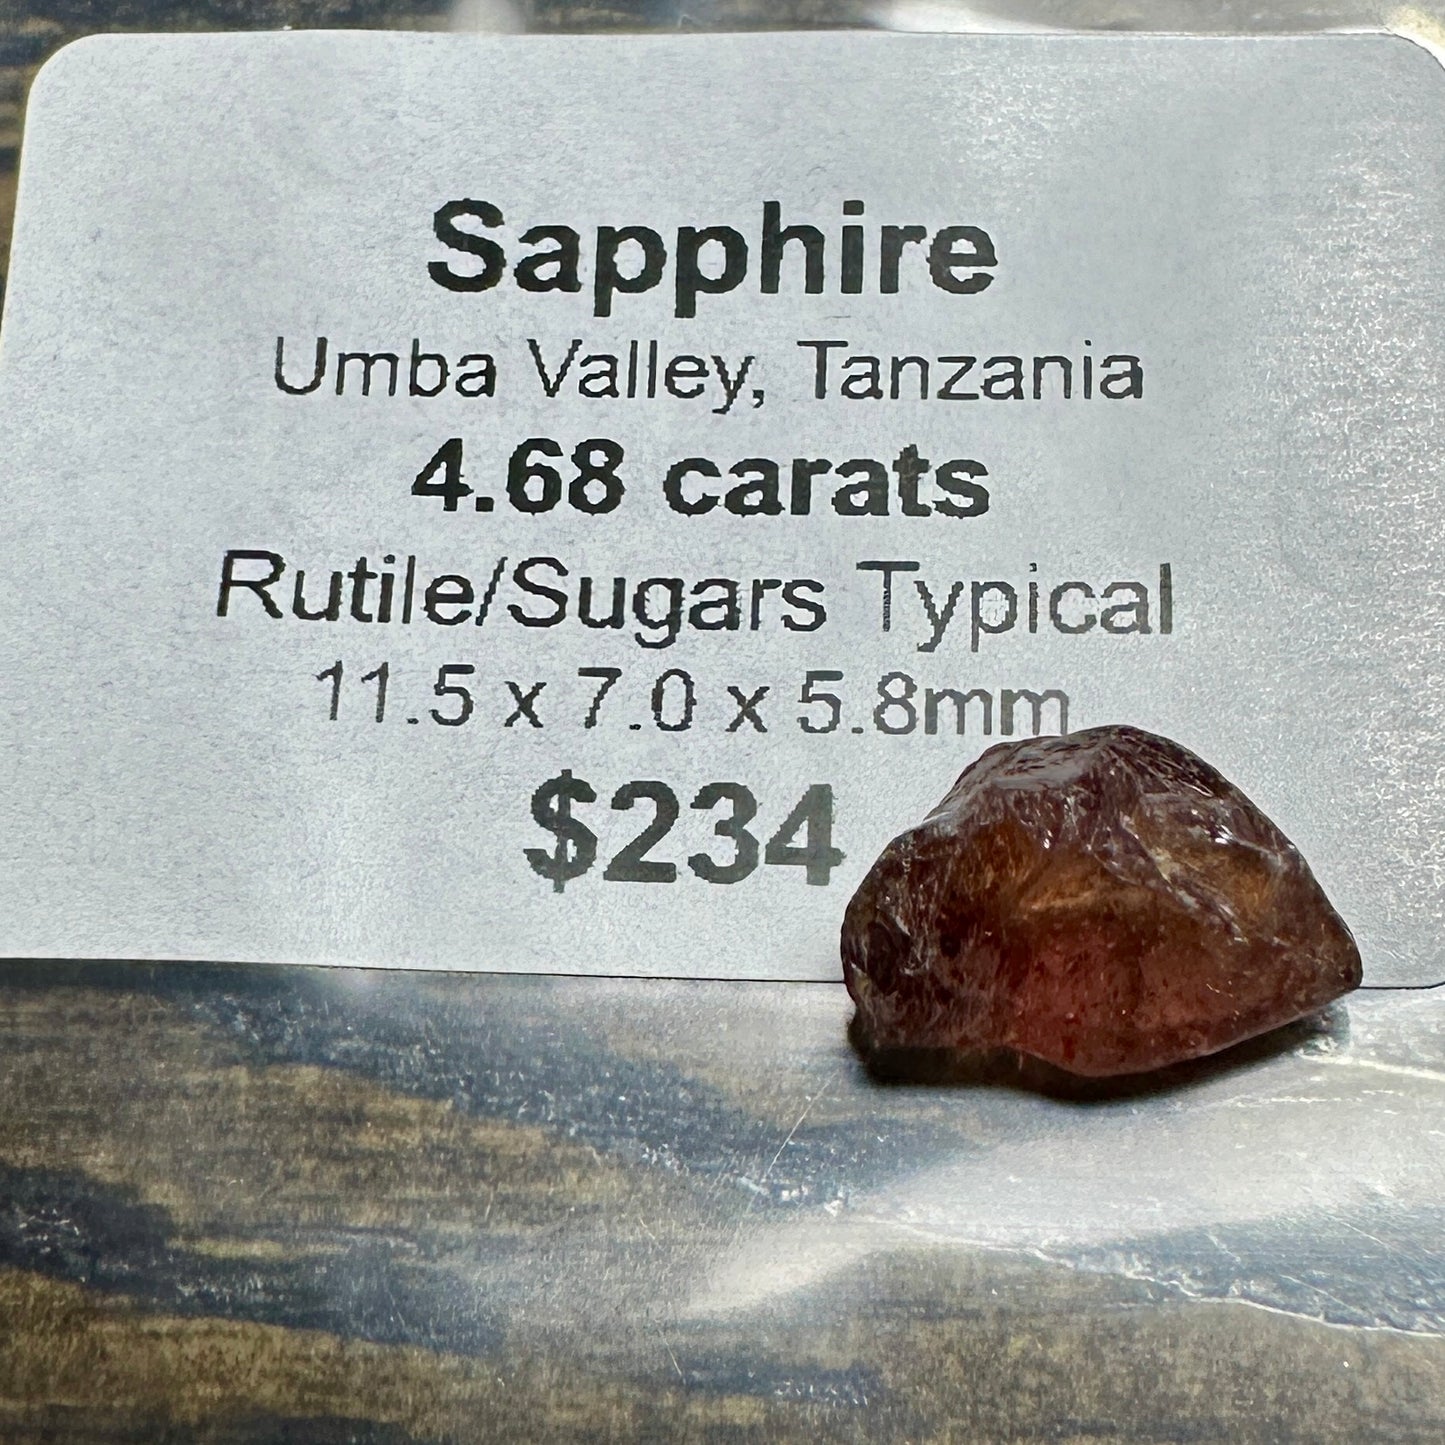 Sapphire
Umba Valley, Tanzania
4.68 carats
Rutile/Sugars Typical
11.5 x 7.0 x 5.8mm
$234